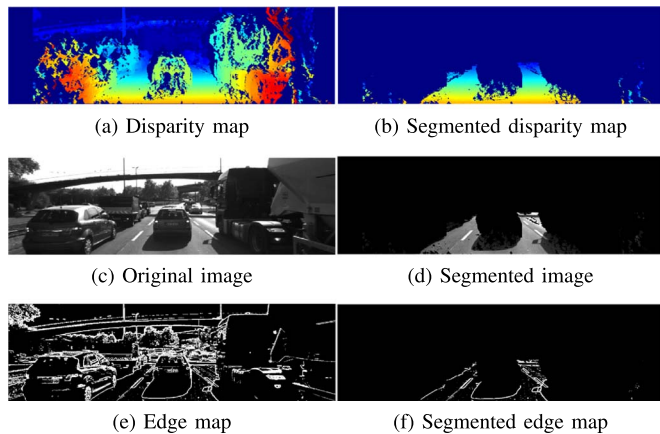 (a) Disparity map
(b) Segmented disparity map
(c) Original image
(d) Segmented image
(e) Edge map
(f) Segmented edge map